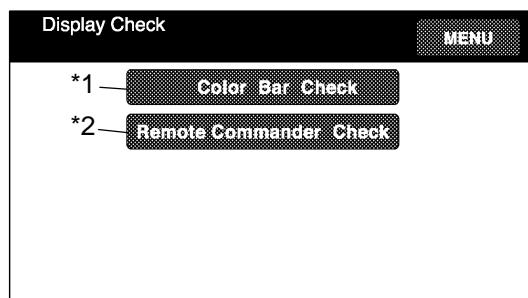 Display Check
MENU
*1 Color Bar Check
*2 Remote Commander Check